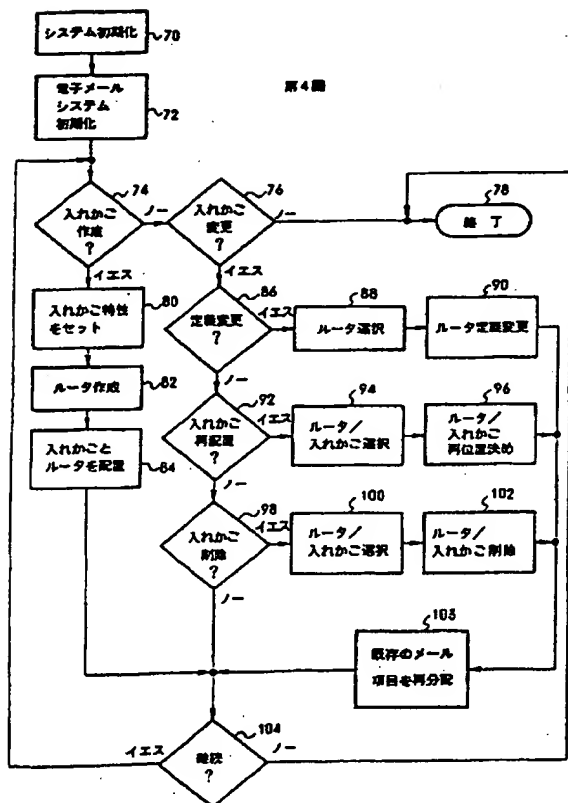 システム初期化
70
電子メール
システム
初期化
72
第4図
74
入れかご
作成
?
ノー
イエス
76
入れかご
変更
?
ノー
イエス
78
終了
80
入れかご特性
をセット
82
ルータ作成
84
入れかごと
ルータを配置
86
定義変更
?
イエス
ノー
88
ルータ選択
90
ルータ定義変更
92
入れかご
再配置
?
イエス
ノー
94
ルータ/
入れかご選択
96
ルータ/
入れかご
再位置決め
98
入れかご
削除
?
イエス
ノー
100
ルータ/
入れかご選択
102
ルータ/
入れかご削除
103
既存のメール
項目を再分配
104
継続
?
イエス
ノー